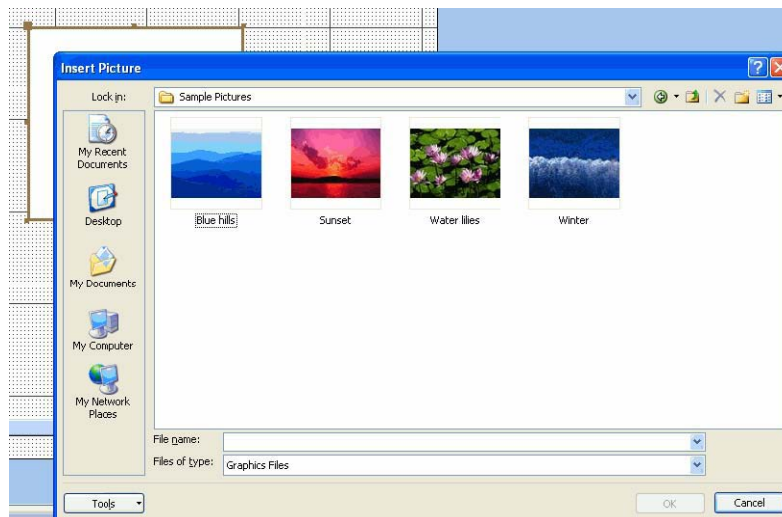 Insert Picture
Look in:
Sample Pictures
My Recent
Documents
Desktop
My Documents
My Computer
My Network
Places
Blue hills
Sunset
Water lilies
Winter
File name:
Files of type:
Graphics Files
Tools
OK
Cancel